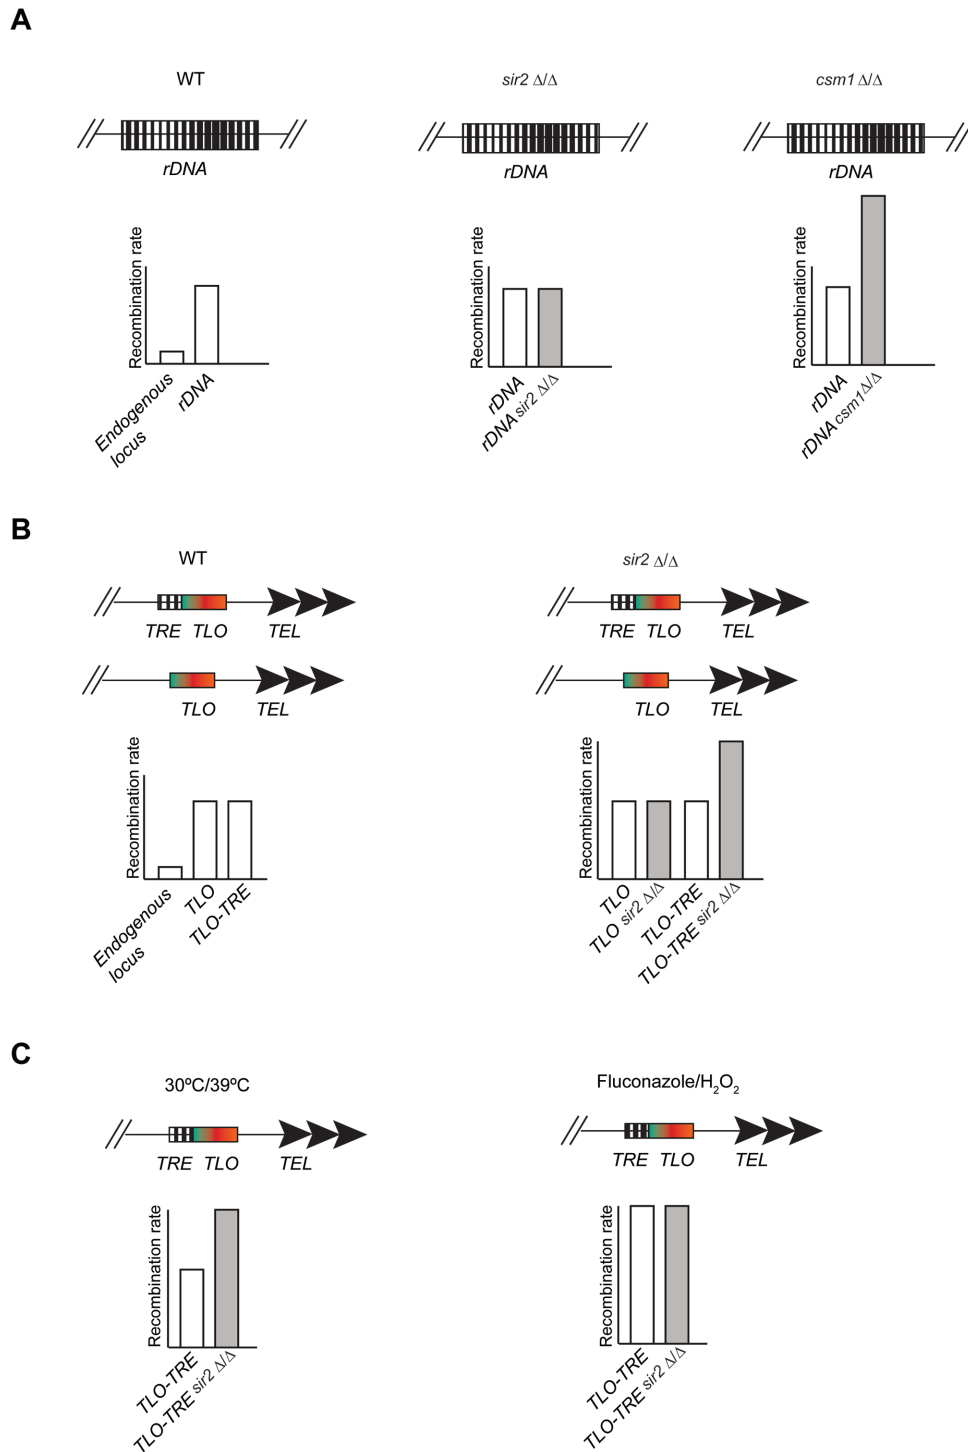 A
WT
sir2 Δ/Δ
csm1 Δ/Δ
rDNA
rDNA
rDNA
Recombination rate
Endogenous
locus
rDNA
Recombination rate
rDNA
rDNA sir2 Δ/Δ
Recombination rate
rDNA
rDNA csm1 Δ/Δ
B
WT
sir2 Δ/Δ
TRE TLO TEL
TRE TLO TEL
TLO TEL
TLO TEL
Recombination rate
Endogenous
locus
TLO
TLO-TRE
Recombination rate
TLO
TLO sir2 Δ/Δ
TLO-TRE
TLO-TRE sir2 Δ/Δ
C
30ºC/39ºC
Fluconazole/H₂O₂
TRE TLO TEL
TRE TLO TEL
Recombination rate
TLO-TRE
TLO-TRE sir2 Δ/Δ
Recombination rate
TLO-TRE
TLO-TRE sir2 Δ/Δ